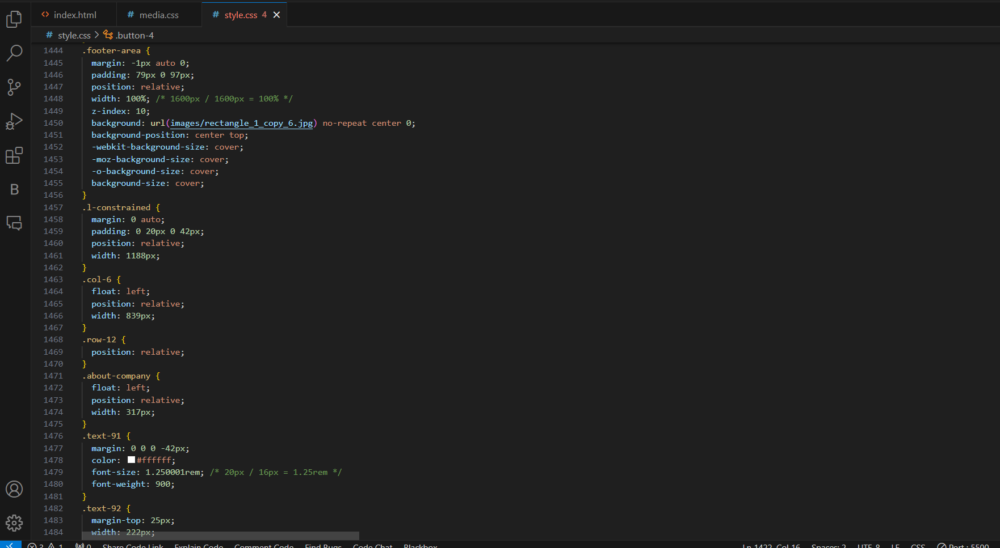 index.html
media.css
style.css 4
style.css > .button-4
1444 .footer-area {
1445 margin: -1px auto 0;
1446 padding: 79px 0 97px;
1447 position: relative;
1448 width: 100%; /* 1600px / 1600px = 100% */
1449 z-index: 10;
1450 background: url(images/rectangle_1_copy_6.jpg) no-repeat center 0;
1451 background-position: center top;
1452 -webkit-background-size: cover;
1453 -moz-background-size: cover;
1454 -o-background-size: cover;
1455 background-size: cover;
1456 }
1457 .l-constrained {
1458 margin: 0 auto;
1459 padding: 0 20px 0 42px;
1460 position: relative;
1461 width: 1188px;
1462 }
1463 .col-6 {
1464 float: left;
1465 position: relative;
1466 width: 839px;
1467 }
1468 .row-12 {
1469 position: relative;
1470 }
1471 .about-company {
1472 float: left;
1473 position: relative;
1474 width: 317px;
1475 }
1476 .text-91 {
1477 margin: 0 0 0 -42px;
1478 color: #ffffff;
1479 font-size: 1.250001rem; /* 20px / 16px = 1.25rem */
1480 font-weight: 900;
1481 }
1482 .text-92 {
1483 margin-top: 25px;
1484 width: 222px;
B
3 1 0 Share Code Link Explain Code Comment Code Find Bugs Code Chat Blackbox Ln 1422, Col 16 Spaces: 2 UTF-8 LF CSS Port : 5500